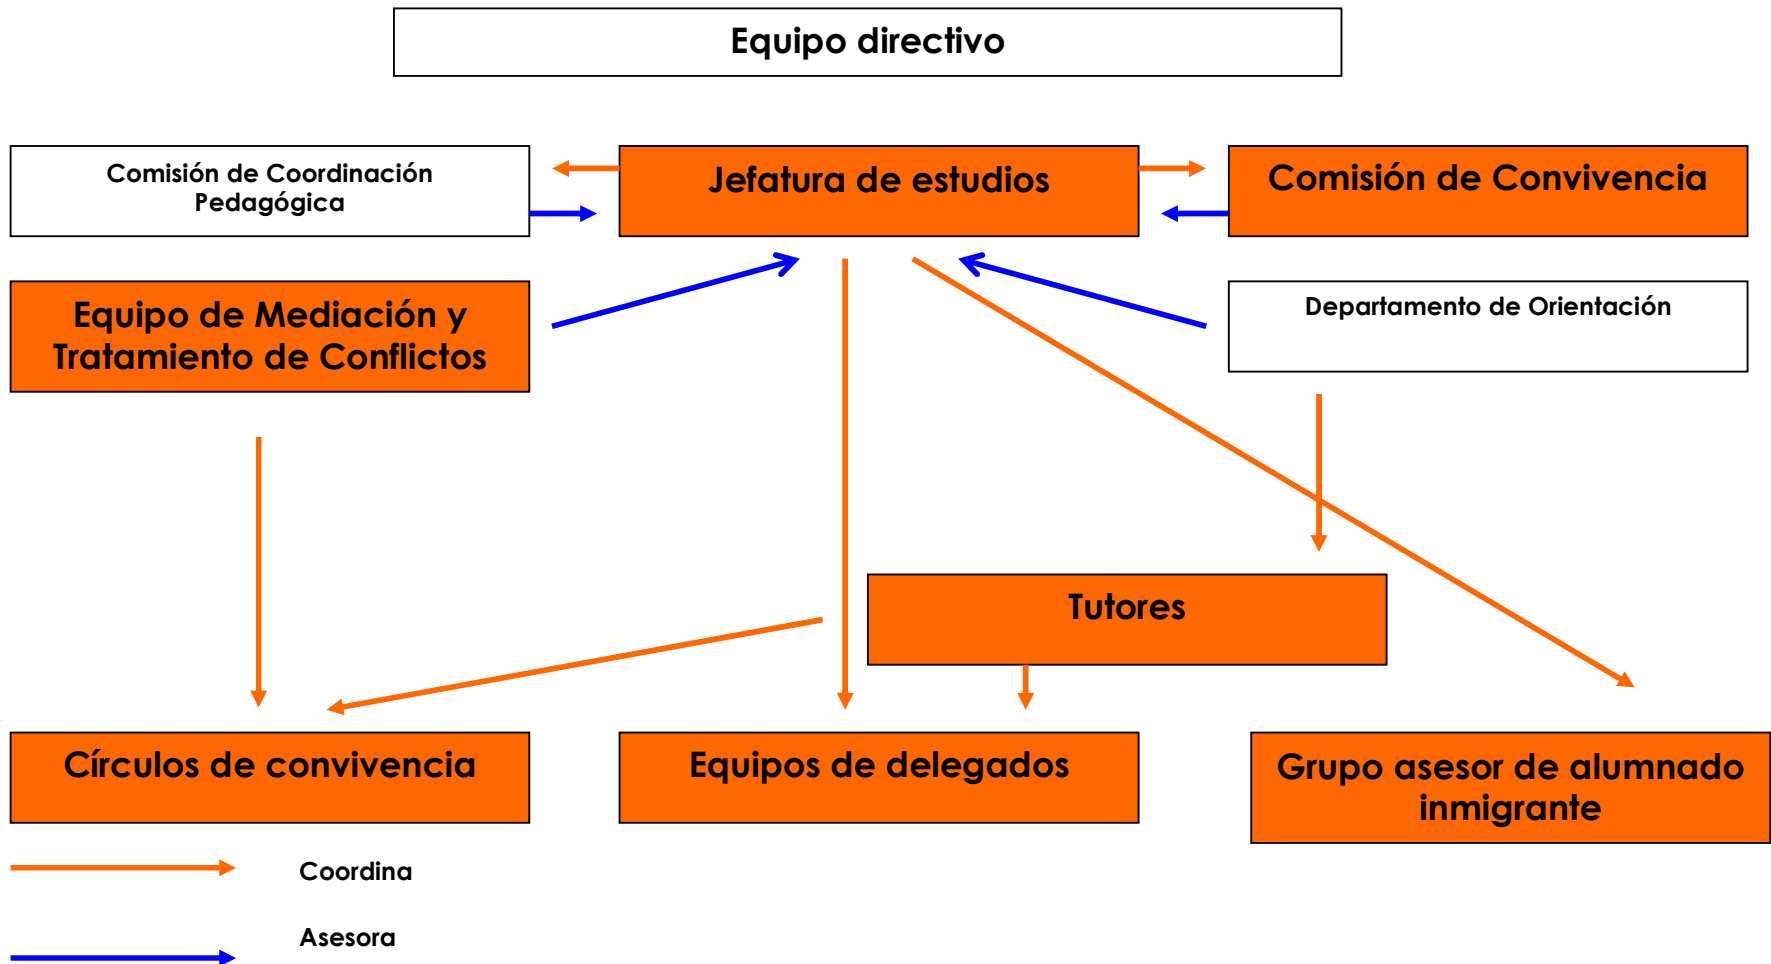 Equipo directivo
Comisión de Coordinación
Pedagógica
Jefatura de estudios
Comisión de Convivencia
Equipo de Mediación y
Tratamiento de Conflictos
Departamento de Orientación
Tutores
Círculos de convivencia
Equipos de delegados
Grupo asesor de alumnado
inmigrante
Coordina
Asesora